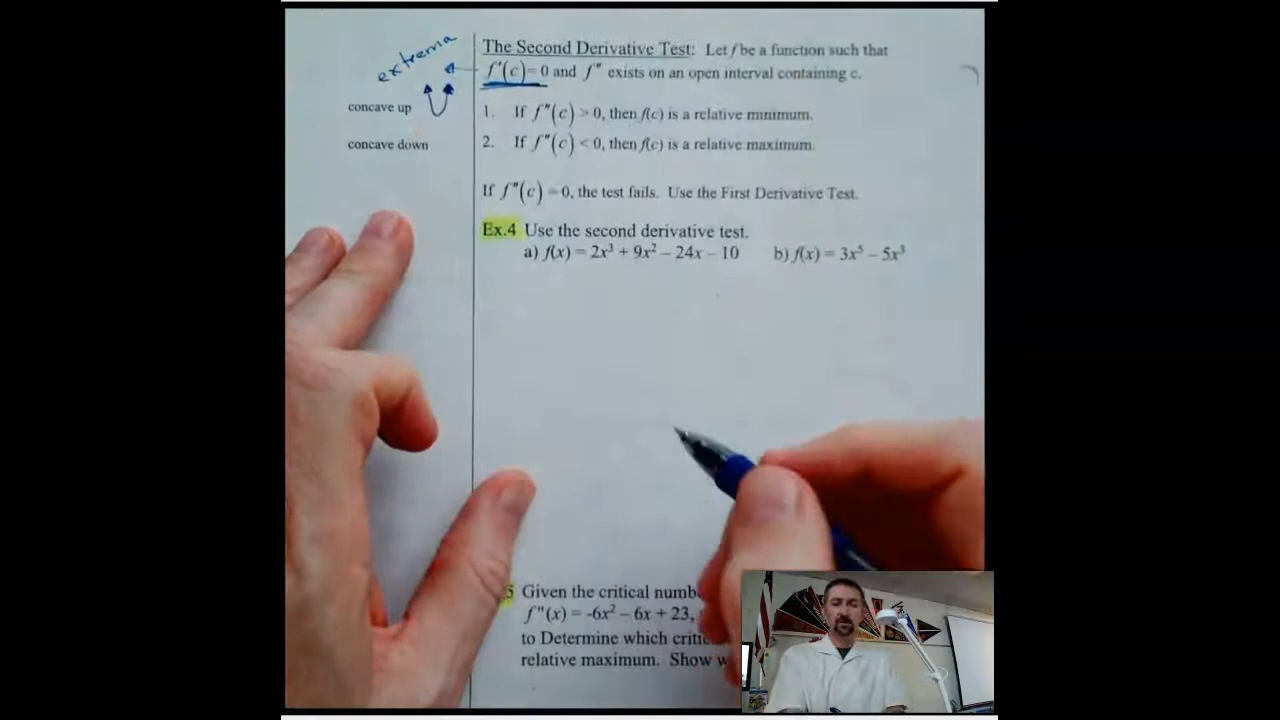 extrema
The Second Derivative Test: Let f be a function such that
f'(c)=0 and f" exists on an open interval containing c.
concave up
1. If f"(c) > 0, then f(c) is a relative minimum.
concave down
2. If f"(c) < 0, then f(c) is a relative maximum.
If f"(c) = 0, the test fails. Use the First Derivative Test.
Ex.4 Use the second derivative test.
a) f(x) = 2x³ + 9x² – 24x – 10 b) f(x) = 3x⁵ – 5x³
5 Given the critical
f"(x) = -6x² – 6x + 23,
to Determine which
relative maximum. Show